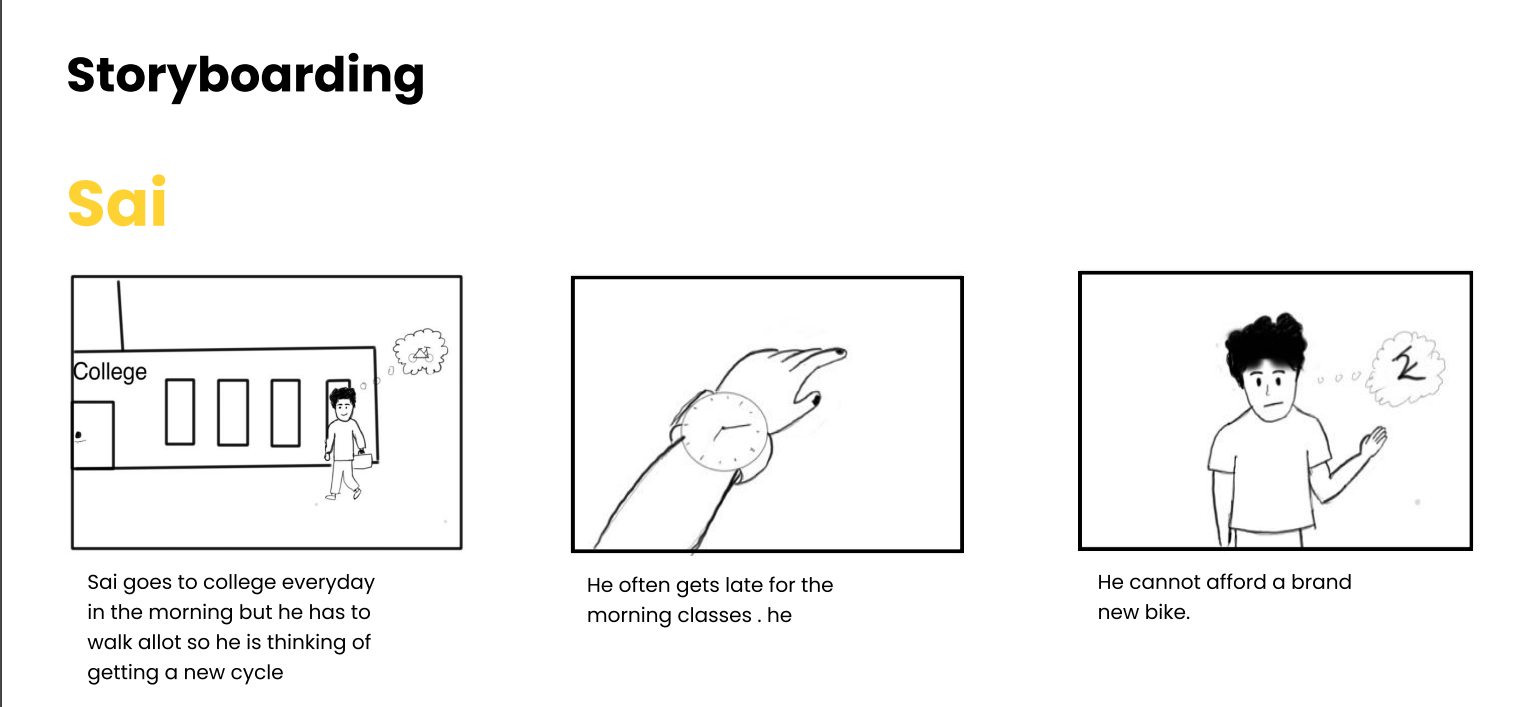 Storyboarding
Sai
College
Sai goes to college everyday
in the morning but he has to
walk allot so he is thinking of
getting a new cycle
He often gets late for the
morning classes . he
He cannot afford a brand
new bike.